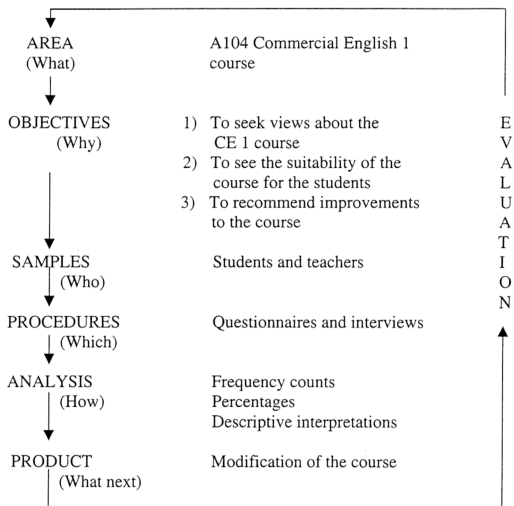 AREA A104 Commercial English 1
(What) course
OBJECTIVES 1) To seek views about the
(Why) CE 1 course
2) To see the suitability of the
course for the students
3) To recommend improvements
to the course
SAMPLES Students and teachers
(Who)
PROCEDURES Questionnaires and interviews
(Which)
ANALYSIS Frequency counts
(How) Percentages
Descriptive interpretations
PRODUCT Modification of the course
(What next)
E
V
A
L
U
A
T
I
O
N